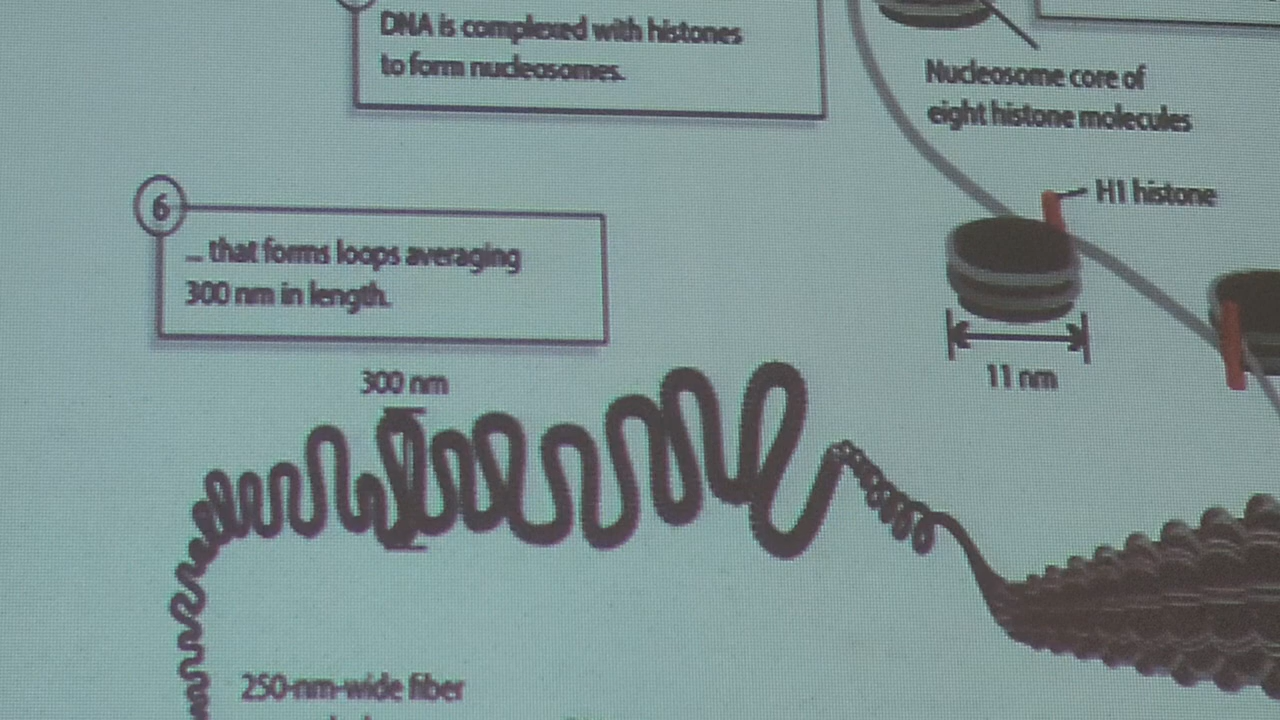 DNA is complexed with histones
to form nucleosomes.
Nucleosome core of
eight histone molecules
H1 histone
11 nm
6
... that forms loops averaging
300 nm in length.
300 nm
250-nm-wide fiber